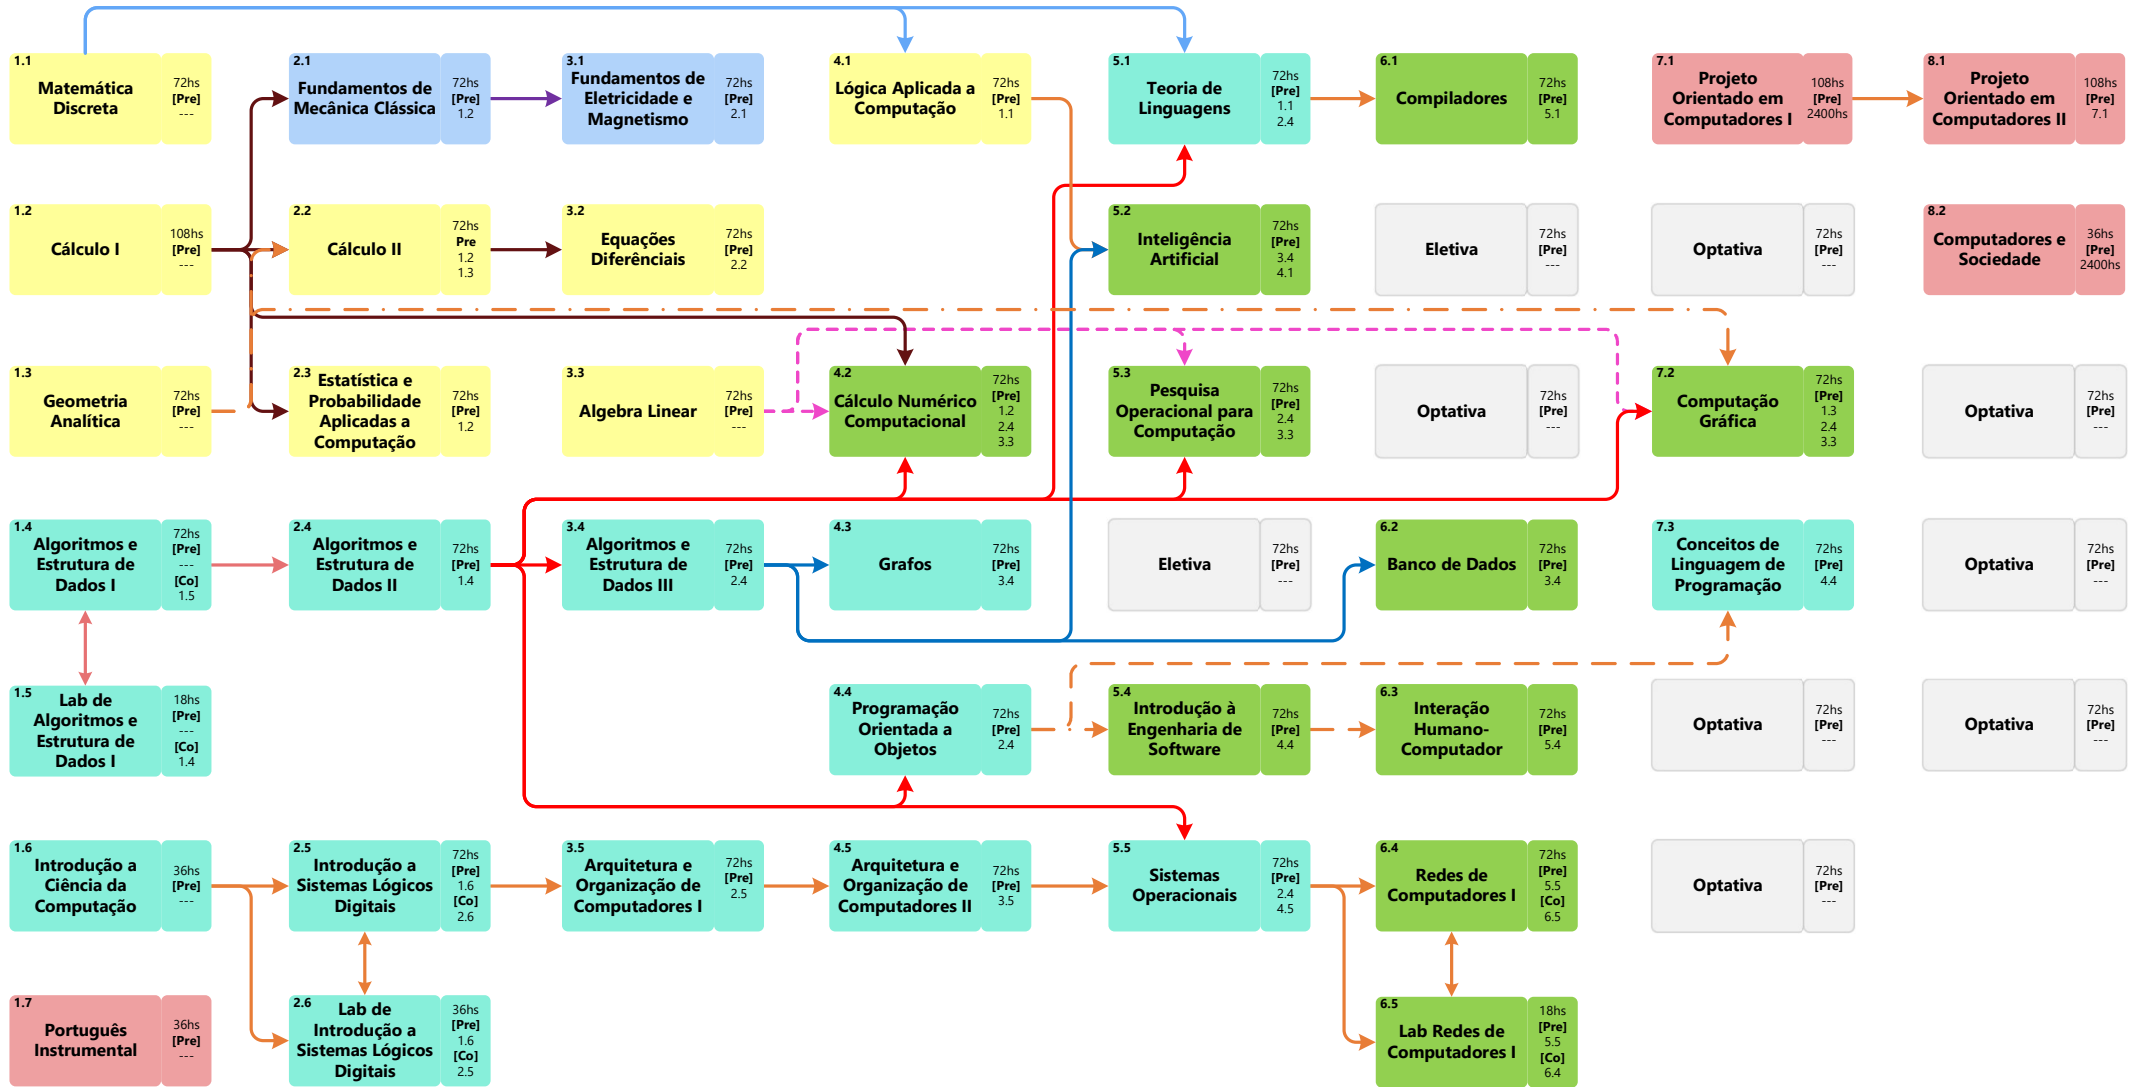 1.1
Matemática
Discreta
72hs
[Pre]
---
2.1
Fundamentos de
Mecânica Clássica
72hs
[Pre]
1.2
3.1
Fundamentos de
Eletricidade e
Magnetismo
72hs
[Pre]
2.1
4.1
Lógica Aplicada a
Computação
72hs
[Pre]
1.1
5.1
Teoria de
Linguagens
72hs
[Pre]
1.1
2.4
6.1
Compiladores
72hs
[Pre]
5.1
7.1
Projeto
Orientado em
Computadores I
108hs
[Pre]
2400hs
8.1
Projeto
Orientado em
Computadores II
108hs
[Pre]
7.1
1.2
Cálculo I
108hs
[Pre]
---
2.2
Cálculo II
72hs
Pre
1.2
1.3
3.2
Equações
Diferênciais
72hs
[Pre]
2.2
5.2
Inteligência
Artificial
72hs
[Pre]
3.4
4.1
Eletiva
72hs
[Pre]
---
Optativa
72hs
[Pre]
---
8.2
Computadores e
Sociedade
36hs
[Pre]
2400hs
1.3
Geometria
Analítica
72hs
[Pre]
---
2.3
Estatística e
Probabilidade
Aplicadas a
Computação
72hs
[Pre]
1.2
3.3
Algebra Linear
72hs
[Pre]
---
4.2
Cálculo Numérico
Computacional
72hs
[Pre]
1.2
2.4
3.3
5.3
Pesquisa
Operacional para
Computação
72hs
[Pre]
2.4
3.3
Optativa
72hs
[Pre]
---
7.2
Computação
Gráfica
72hs
[Pre]
1.3
2.4
3.3
Optativa
72hs
[Pre]
---
1.4
Algoritmos e
Estrutura de
Dados I
72hs
[Pre]
---
[Co]
1.5
2.4
Algoritmos e
Estrutura de
Dados II
72hs
[Pre]
1.4
3.4
Algoritmos e
Estrutura de
Dados III
72hs
[Pre]
2.4
4.3
Grafos
72hs
[Pre]
3.4
Eletiva
72hs
[Pre]
---
6.2
Banco de Dados
72hs
[Pre]
3.4
7.3
Conceitos de
Linguagem de
Programação
72hs
[Pre]
4.4
Optativa
72hs
[Pre]
---
1.5
Lab de
Algoritmos e
Estrutura de
Dados I
18hs
[Pre]
---
[Co]
1.4
4.4
Programação
Orientada a
Objetos
72hs
[Pre]
2.4
5.4
Introdução à
Engenharia de
Software
72hs
[Pre]
4.4
6.3
Interação
Humano-
Computador
72hs
[Pre]
5.4
Optativa
72hs
[Pre]
---
Optativa
72hs
[Pre]
---
1.6
Introdução a
Ciência da
Computação
36hs
[Pre]
---
2.5
Introdução a
Sistemas Lógicos
Digitais
72hs
[Pre]
1.6
[Co]
2.6
3.5
Arquitetura e
Organização de
Computadores I
72hs
[Pre]
2.5
4.5
Arquitetura e
Organização de
Computadores II
72hs
[Pre]
3.5
5.5
Sistemas
Operacionais
72hs
[Pre]
2.4
4.5
6.4
Redes de
Computadores I
72hs
[Pre]
5.5
[Co]
6.5
Optativa
72hs
[Pre]
---
1.7
Português
Instrumental
36hs
[Pre]
---
2.6
Lab de
Introdução a
Sistemas Lógicos
Digitais
36hs
[Pre]
1.6
[Co]
2.5
6.5
Lab Redes de
Computadores I
18hs
[Pre]
5.5
[Co]
6.4